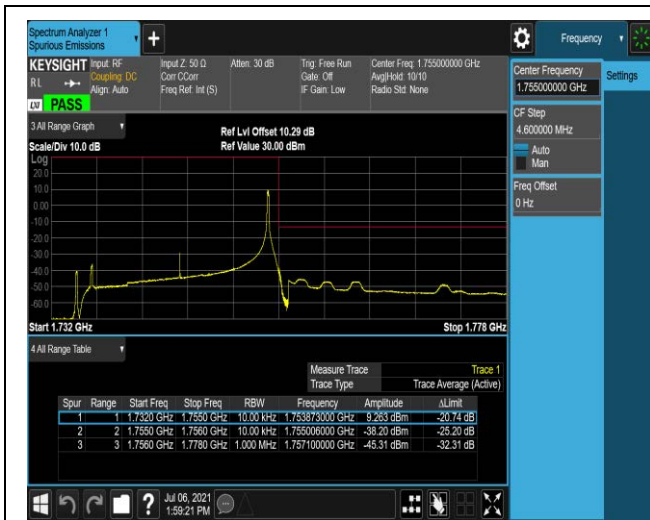 Spectrum Analyzer 1
Spurious Emissions
Frequency
KEYSIGHT
RL
LXI
PASS
Input: RF
Coupling: DC
Align: Auto
Input Z: 50 Ω
Corr CCorr
Freq Ref: Int (S)
Atten: 30 dB
Trig: Free Run
Gate: Off
IF Gain: Low
Center Freq: 1.755000000 GHz
Avg|Hold: 10/10
Radio Std: None
Center Frequency
1.755000000 GHz
Settings
CF Step
4.600000 MHz
Auto
Man
Freq Offset
0 Hz
3 All Range Graph
Scale/Div 10.0 dB
Ref Lvl Offset 10.29 dB
Ref Value 30.00 dBm
Log
20.0
10.0
0.00
-10.0
-20.0
-30.0
-40.0
-50.0
-60.0
Start 1.732 GHz
Stop 1.778 GHz
4 All Range Table
Measure Trace Trace 1
Trace Type Trace Average (Active)
Spur Range Start Freq Stop Freq RBW Frequency Amplitude ΔLimit
1 1 1.7320 GHz 1.7550 GHz 10.00 kHz 1.753873000 GHz 9.263 dBm -20.74 dB
2 2 1.7550 GHz 1.7560 GHz 10.00 kHz 1.755006000 GHz -38.20 dBm -25.20 dB
3 3 1.7560 GHz 1.7780 GHz 1.000 MHz 1.757100000 GHz -45.31 dBm -32.31 dB
?
Jul 06, 2021
1:59:21 PM